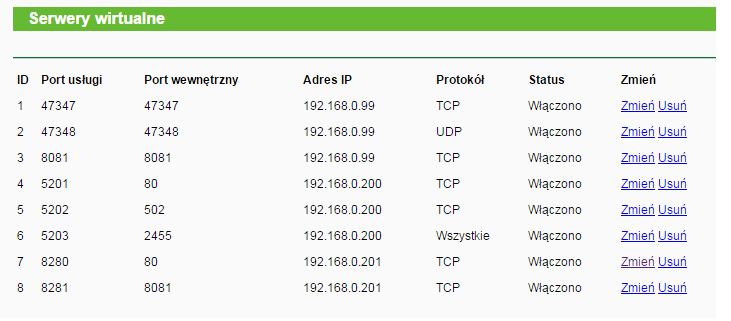 Serwery wirtualne
ID Port usługi Port wewnętrzny Adres IP Protokół Status Zmień
1 47347 47347 192.168.0.99 TCP Włączono Zmień Usuń
2 47348 47348 192.168.0.99 UDP Włączono Zmień Usuń
3 8081 8081 192.168.0.99 TCP Włączono Zmień Usuń
4 5201 80 192.168.0.200 TCP Włączono Zmień Usuń
5 5202 502 192.168.0.200 TCP Włączono Zmień Usuń
6 5203 2455 192.168.0.200 Wszystkie Włączono Zmień Usuń
7 8280 80 192.168.0.201 TCP Włączono Zmień Usuń
8 8281 8081 192.168.0.201 TCP Włączono Zmień Usuń